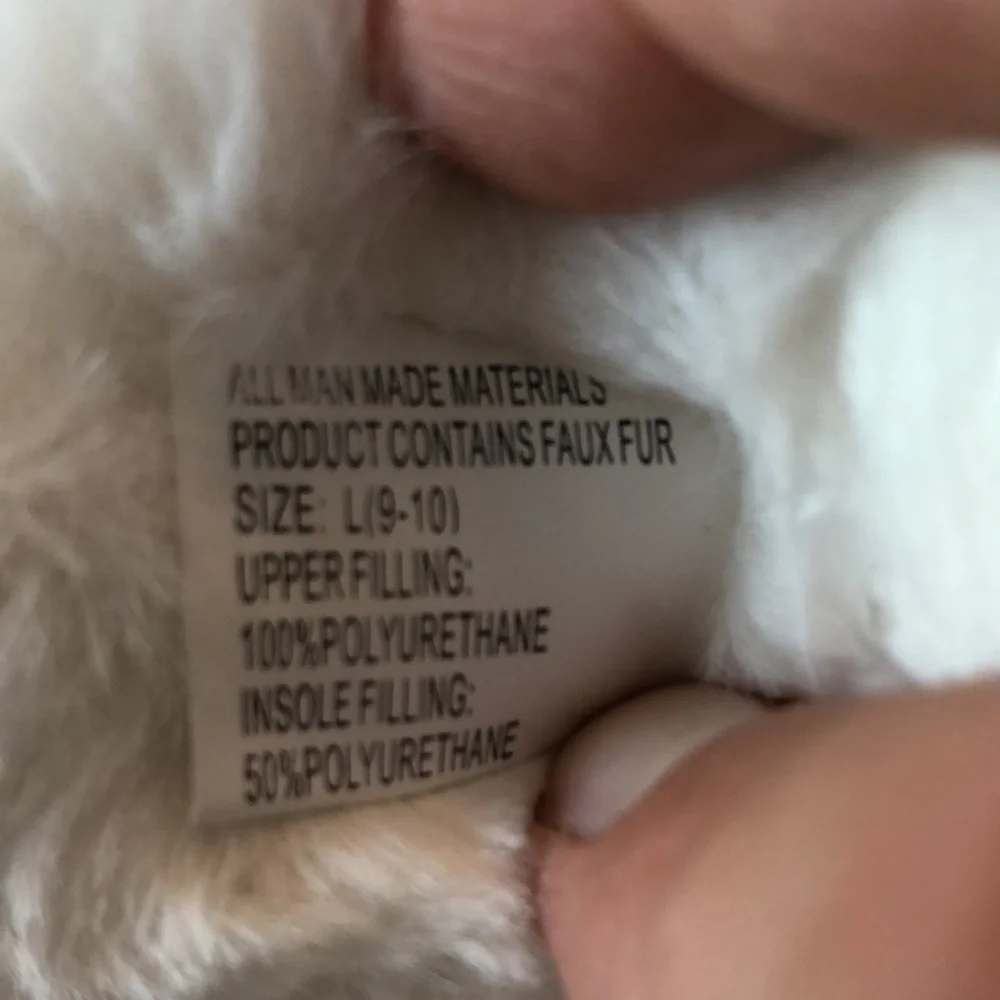 ALL MAN MADE MATERIALS
PRODUCT CONTAINS FAUX FUR
SIZE: L(9-10)
UPPER FILLING:
100%POLYURETHANE
INSOLE FILLING:
50%POLYURETHANE